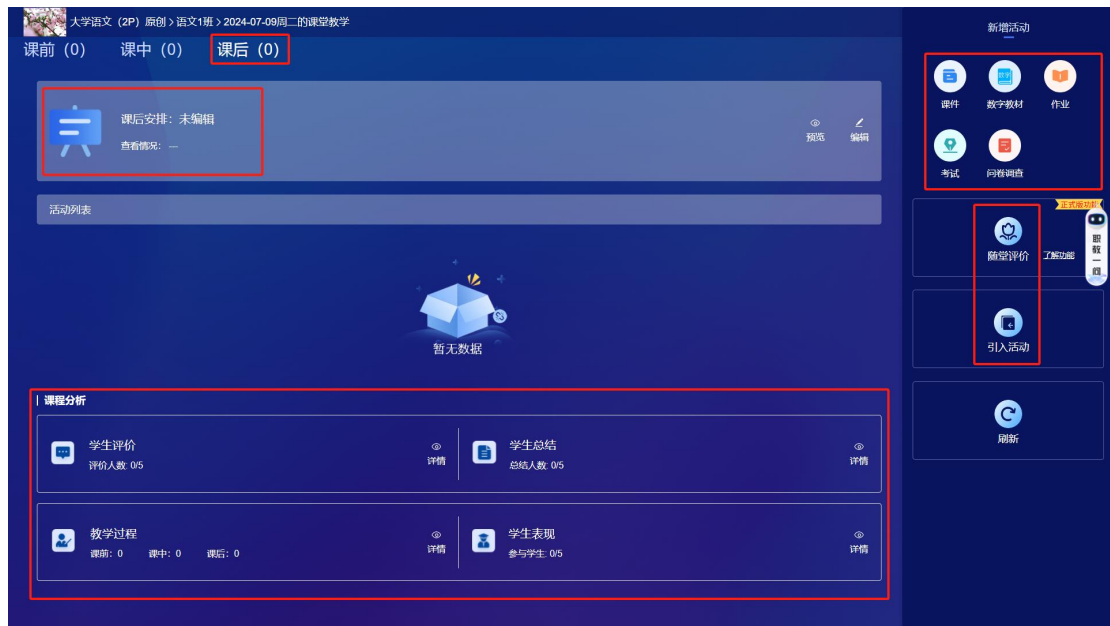 大学语文（2P）原创 > 语文1班 > 2024-07-09周二的课堂教学
课前（0） 课中（0） 课后（0）
课后安排：未编辑
查看情况：---
预览 编辑
活动列表
暂无数据
课程分析
学生评价
评价人数: 0/5
详情
学生总结
总结人数: 0/5
详情
教学过程
课前：0 课中：0 课后：0
详情
学生表现
参与学生: 0/5
详情
新增活动
课件 数字教材 作业
考试 问卷调查
正式版功能
随堂评价 了解功能
职教一问
引入活动
刷新